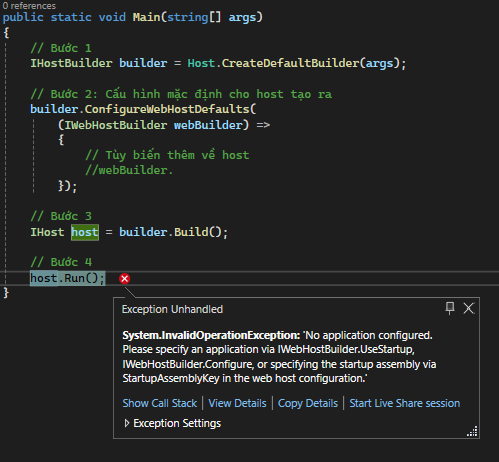 0 references
public static void Main(string[] args)
{
// Bước 1
IHostBuilder builder = Host.CreateDefaultBuilder(args);
// Bước 2: Cấu hình mặc định cho host tạo ra
builder.ConfigureWebHostDefaults(
(IWebHostBuilder webBuilder) =>
{
// Tùy biến thêm về host
//webBuilder.
});
// Bước 3
IHost host = builder.Build();
// Bước 4
host.Run();
}
Exception Unhandled
System.InvalidOperationException: 'No application configured.
Please specify an application via IWebHostBuilder.UseStartup,
IWebHostBuilder.Configure, or specifying the startup assembly via
StartupAssemblyKey in the web host configuration.'
Show Call Stack | View Details | Copy Details | Start Live Share session
Exception Settings